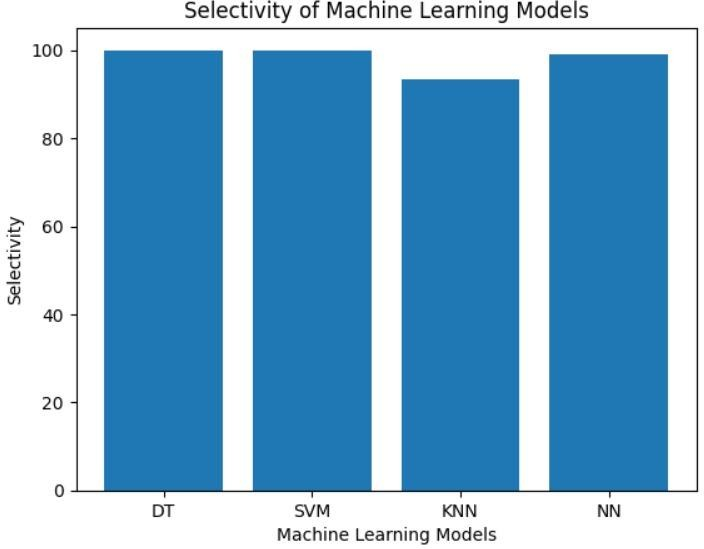 Selectivity of Machine Learning Models
Selectivity
100
80
60
40
20
0
DT SVM KNN NN
Machine Learning Models